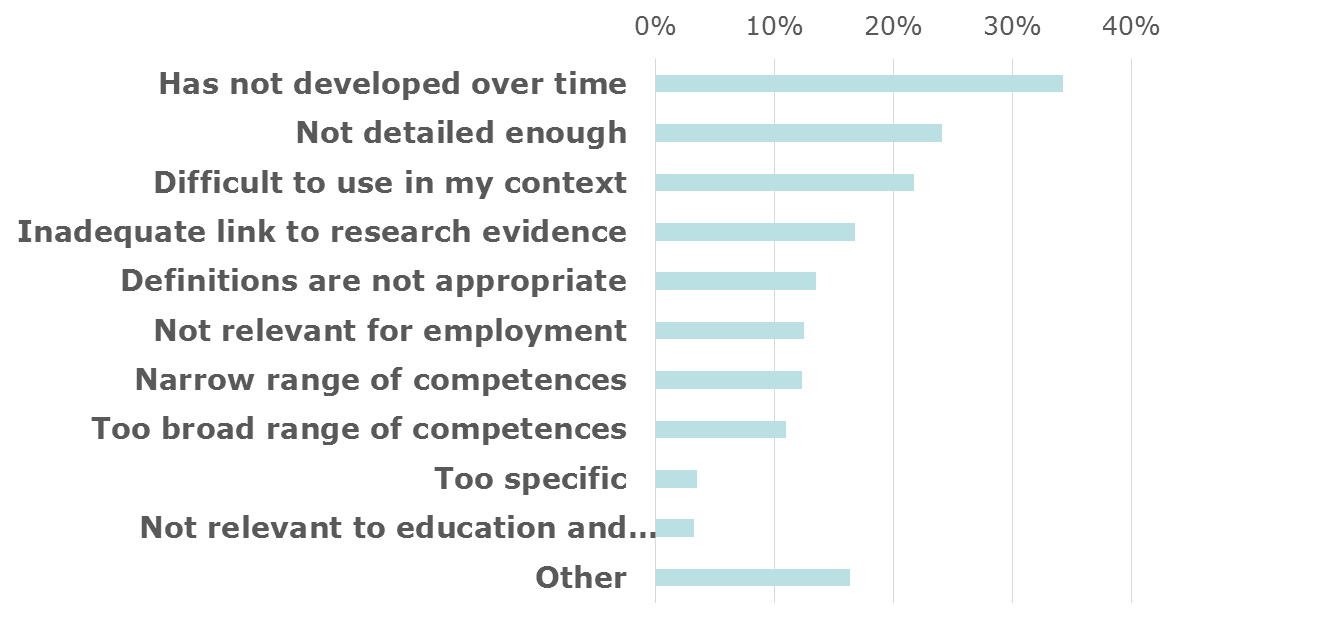 0% 10% 20% 30% 40%
Has not developed over time
Not detailed enough
Difficult to use in my context
Inadequate link to research evidence
Definitions are not appropriate
Not relevant for employment
Narrow range of competences
Too broad range of competences
Too specific
Not relevant to education and...
Other